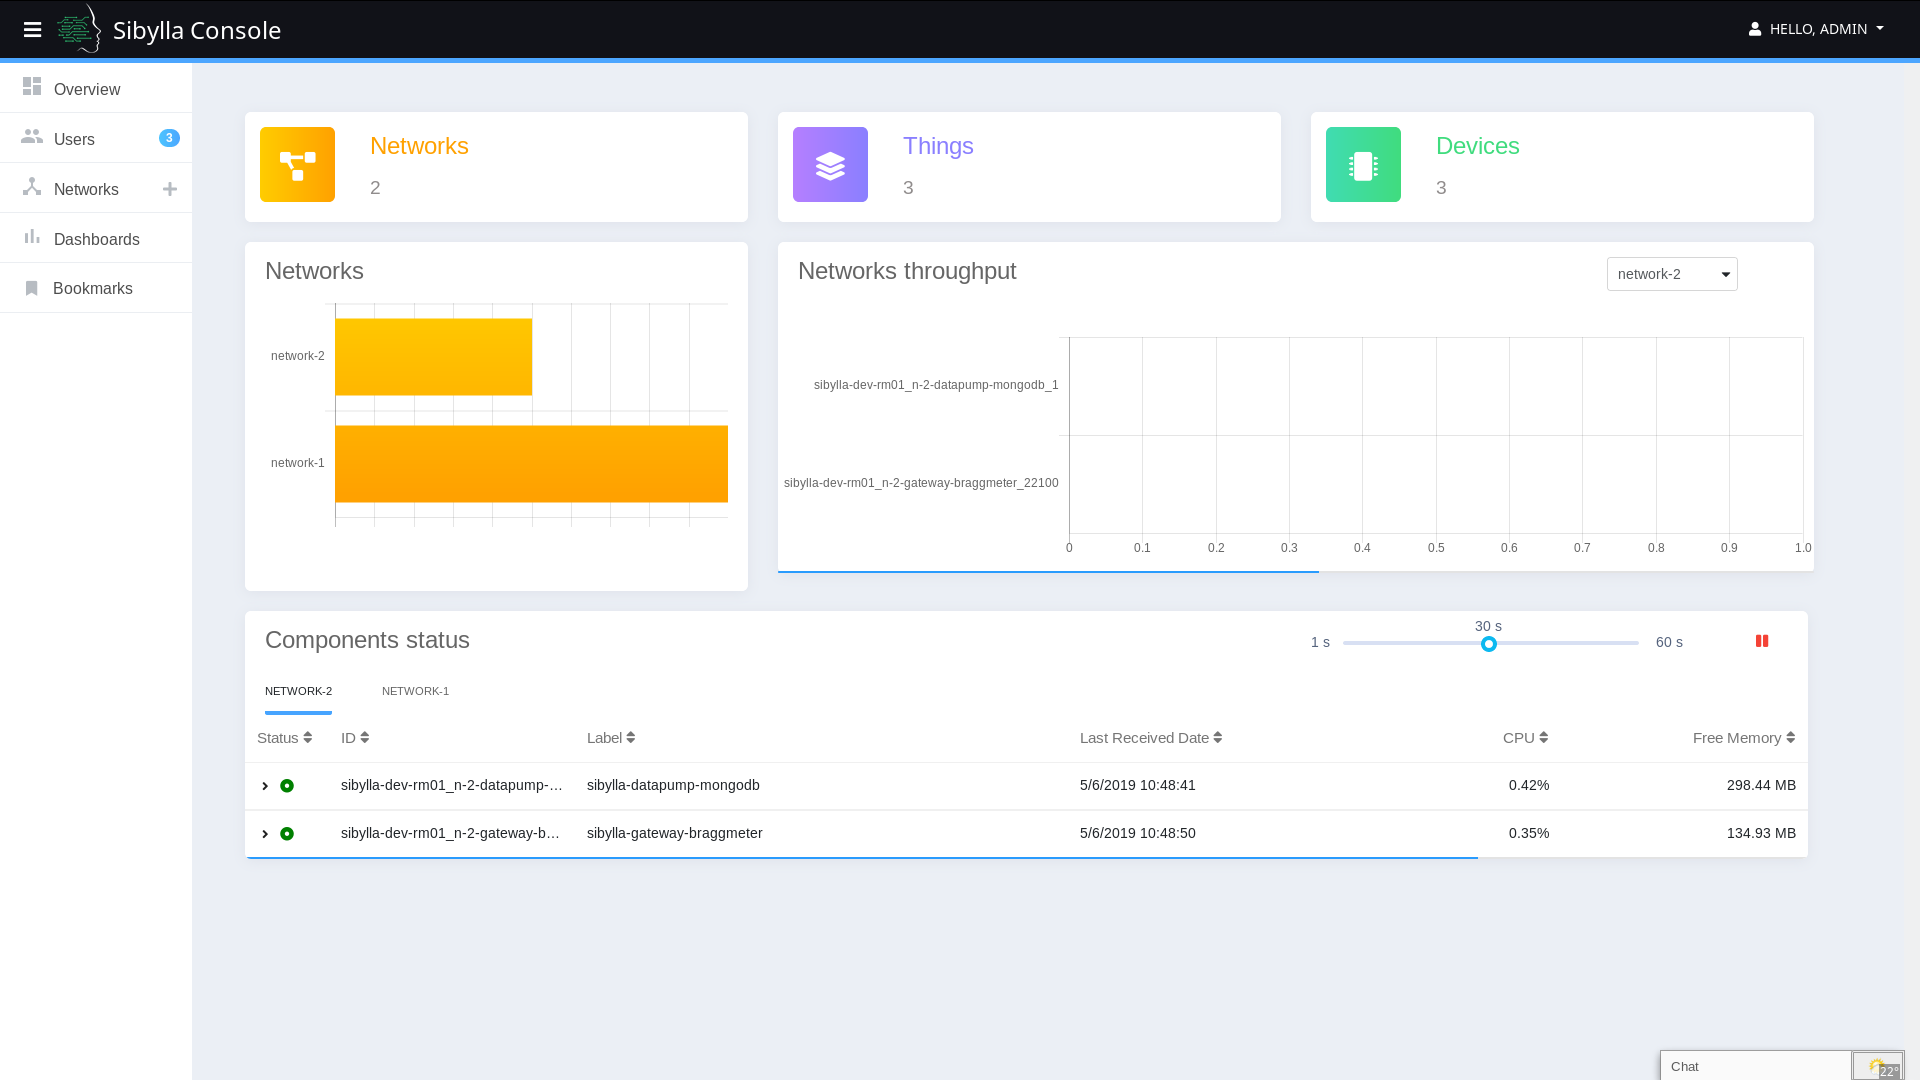 Sibylla Console
HELLO, ADMIN
Overview
Users 3
Networks
Dashboards
Bookmarks
Networks
2
Things
3
Devices
3
Networks
network-2
network-1
Networks throughput
network-2
sibylla-dev-rm01_n-2-datapump-mongodb_1
sibylla-dev-rm01_n-2-gateway-braggmeter_22100
0 0.1 0.2 0.3 0.4 0.5 0.6 0.7 0.8 0.9 1.0
Components status
30 s
1 s 60 s
NETWORK-2 NETWORK-1
Status ID Label Last Received Date CPU Free Memory
sibylla-dev-rm01_n-2-datapump-... sibylla-datapump-mongodb 5/6/2019 10:48:41 0.42% 298.44 MB
sibylla-dev-rm01_n-2-gateway-b... sibylla-gateway-braggmeter 5/6/2019 10:48:50 0.35% 134.93 MB
Chat
22°